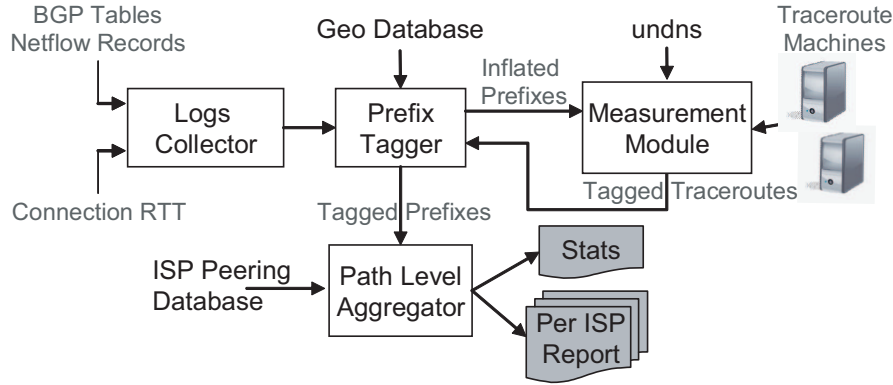 BGP Tables
Netflow Records
Geo Database
undns
Traceroute
Machines
Inflated
Prefixes
Logs
Collector
Prefix
Tagger
Measurement
Module
Connection RTT
Tagged Prefixes
Tagged Traceroutes
ISP Peering
Database
Path Level
Aggregator
Stats
Per ISP
Report